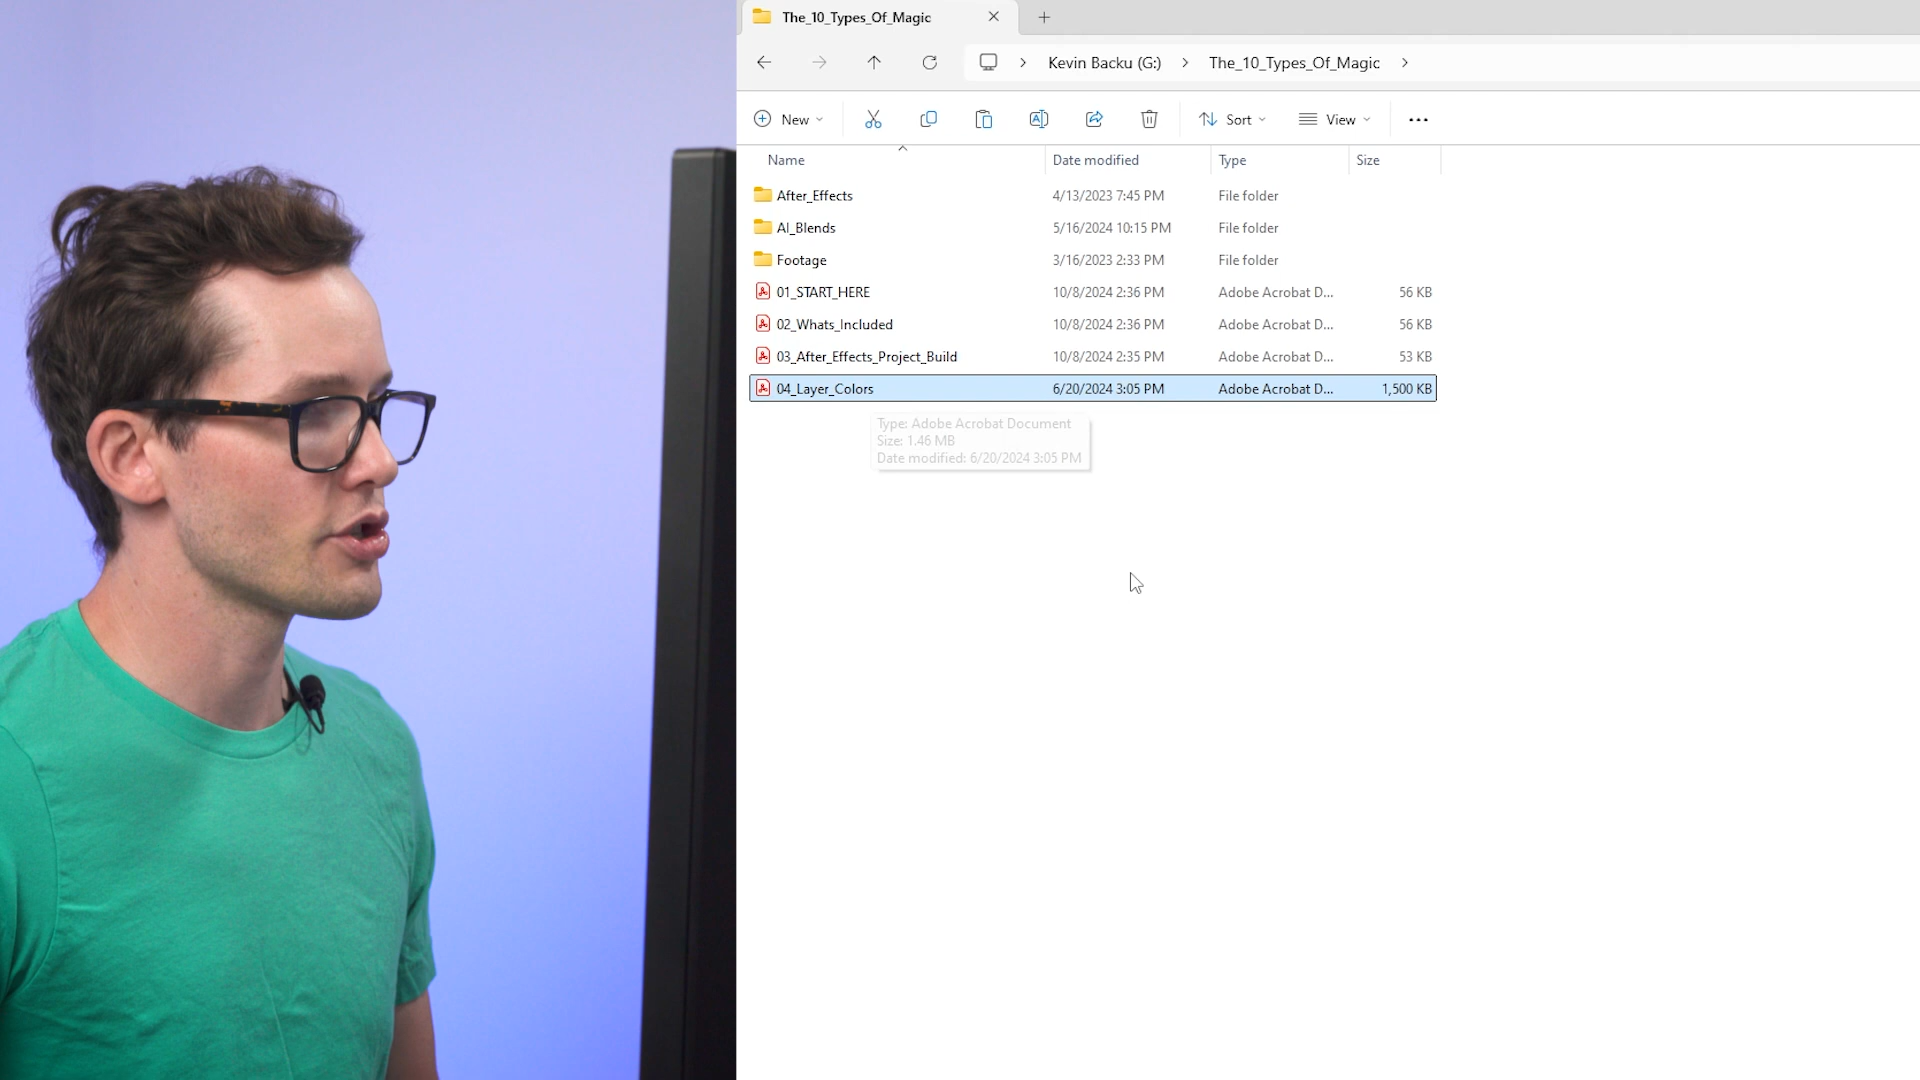 The_10_Types_Of_Magic
Kevin Backu (G:) The_10_Types_Of_Magic
New Sort View
Name Date modified Type Size
After_Effects 4/13/2023 7:45 PM File folder
AI_Blends 5/16/2024 10:15 PM File folder
Footage 3/16/2023 2:33 PM File folder
01_START_HERE 10/8/2024 2:36 PM Adobe Acrobat D... 56 KB
02_Whats_Included 10/8/2024 2:36 PM Adobe Acrobat D... 56 KB
03_After_Effects_Project_Build 10/8/2024 2:35 PM Adobe Acrobat D... 53 KB
04_Layer_Colors 6/20/2024 3:05 PM Adobe Acrobat D... 1,500 KB
Type: Adobe Acrobat Document
Size: 1.46 MB
Date modified: 6/20/2024 3:05 PM